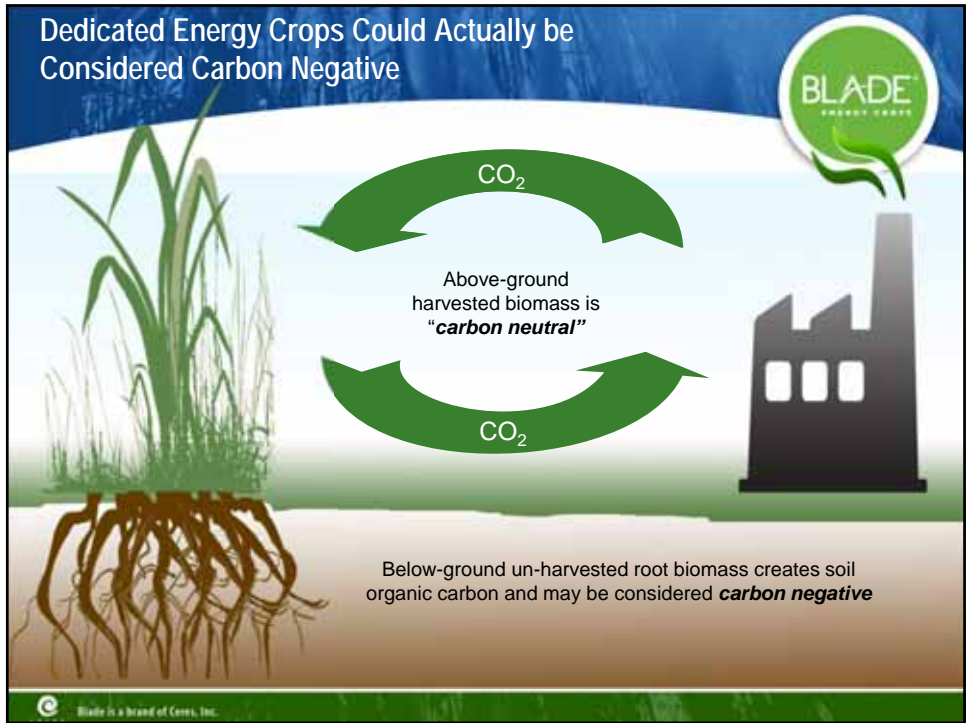 Dedicated Energy Crops Could Actually be
Considered Carbon Negative
BLADE
ENERGY CROPS
CO₂
Above-ground
harvested biomass is
“carbon neutral”
CO₂
Below-ground un-harvested root biomass creates soil
organic carbon and may be considered carbon negative
Blade is a brand of Ceres, Inc.